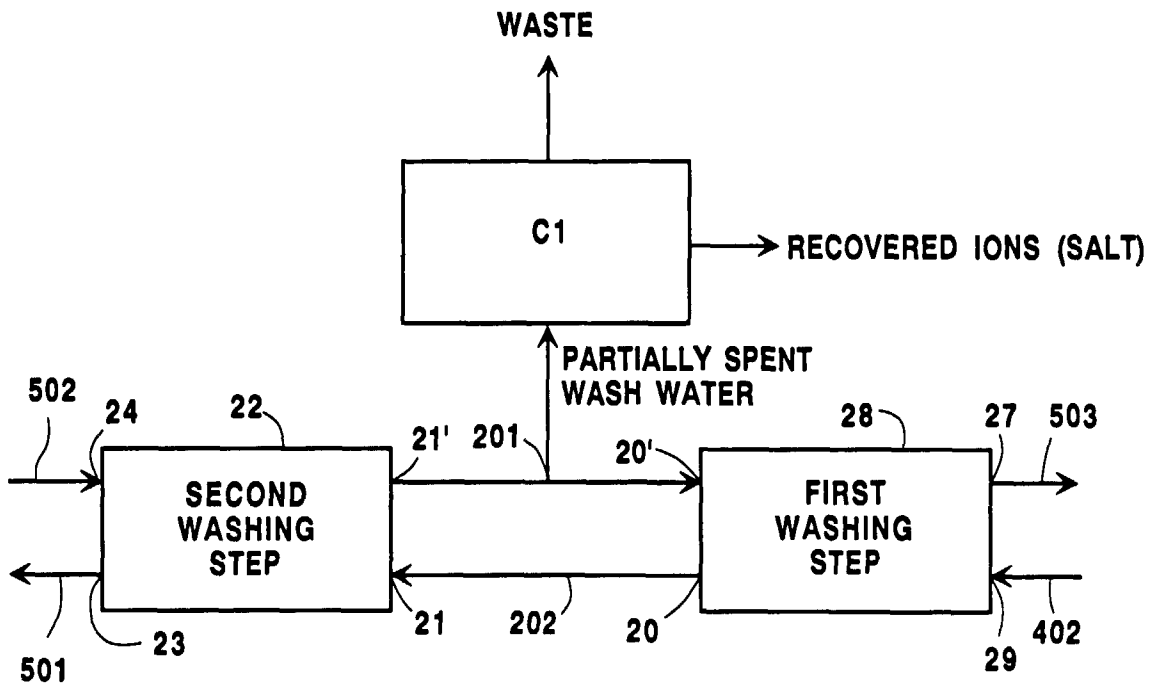 WASTE
C1
RECOVERED IONS (SALT)
PARTIALLY SPENT
WASH WATER
502
24
22
21'
201
20'
28
27
503
SECOND
WASHING
STEP
FIRST
WASHING
STEP
501
23
21
202
20
29
402